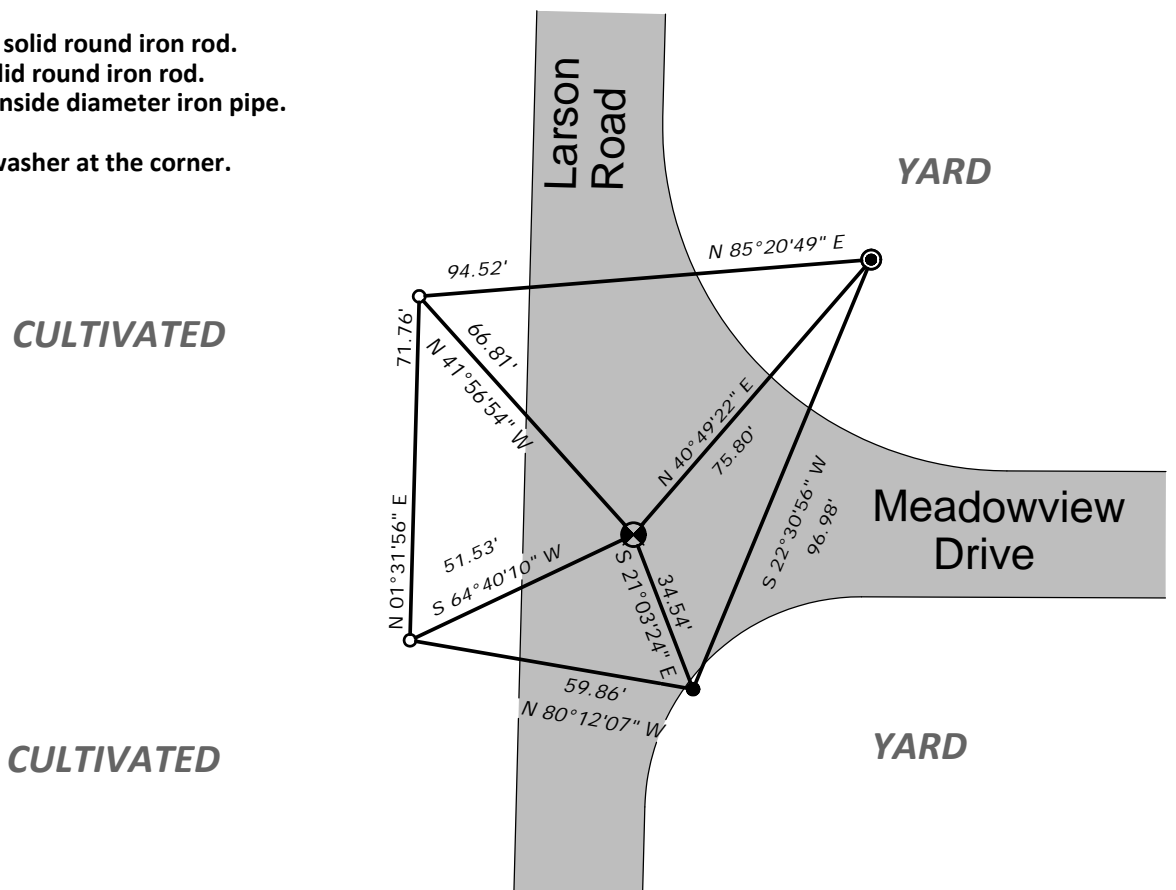 solid round iron rod.
lid round iron rod.
nside diameter iron pipe.
washer at the corner.
Larson
Road
YARD
N 85°20'49" E
94.52'
CULTIVATED
71.76'
66.81'
N 41°56'54" W
N 40°49'22" E
75.80'
S 22°30'56" W
96.98'
Meadowview
Drive
N 01°31'56" E
51.53'
S 64°40'10" W
34.54'
S 21°03'24" E
59.86'
N 80°12'07" W
CULTIVATED
YARD